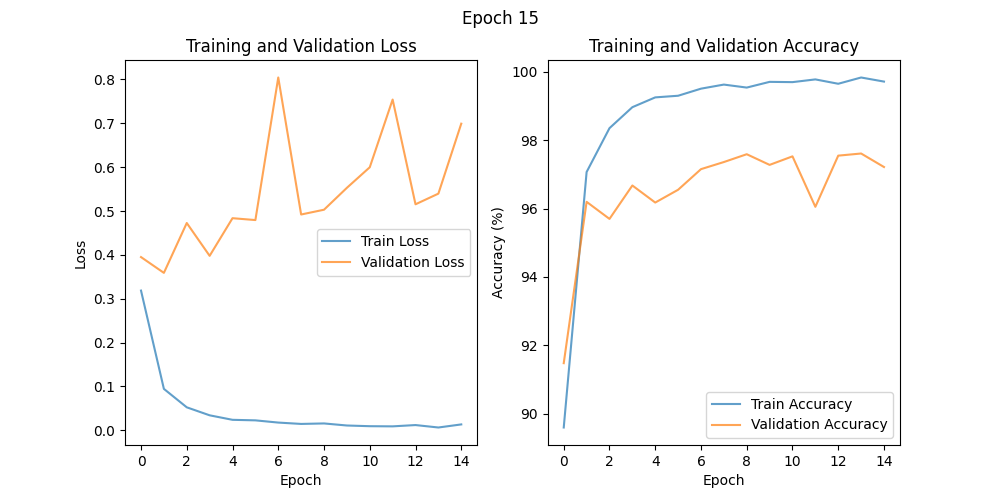 Epoch 15
Training and Validation Loss
0.8
0.7
0.6
0.5
0.4
0.3
0.2
0.1
0.0
Loss
Train Loss
Validation Loss
0 2 4 6 8 10 12 14
Epoch
Training and Validation Accuracy
100
98
96
94
92
90
Accuracy (%)
Train Accuracy
Validation Accuracy
0 2 4 6 8 10 12 14
Epoch